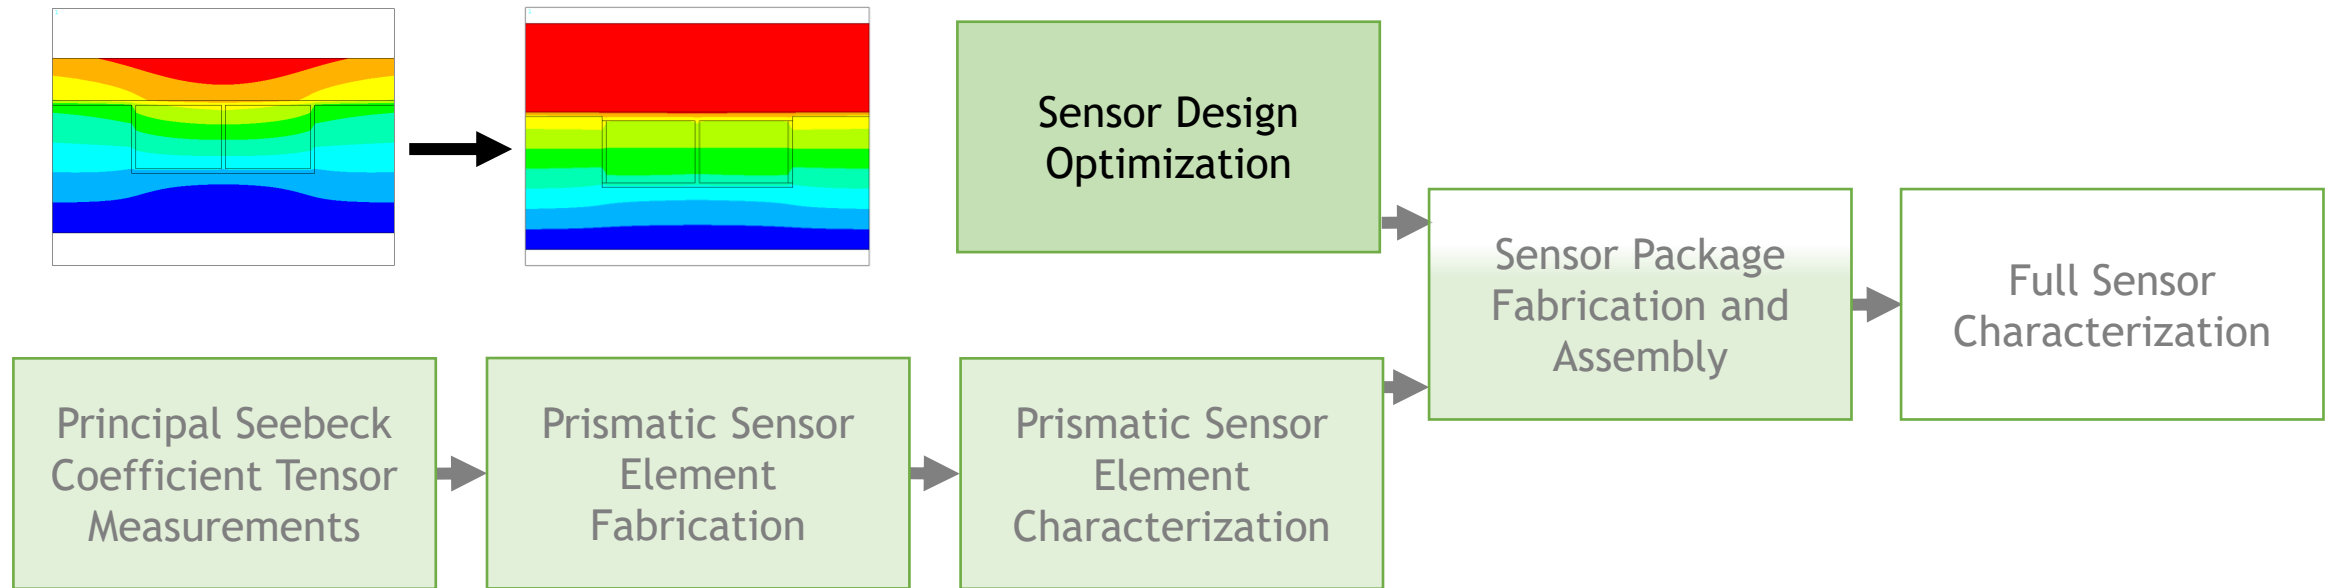 Sensor Design
Optimization
Sensor Package
Fabrication and
Assembly
Full Sensor
Characterization
Principal Seebeck
Coefficient Tensor
Measurements
Prismatic Sensor
Element
Fabrication
Prismatic Sensor
Element
Characterization